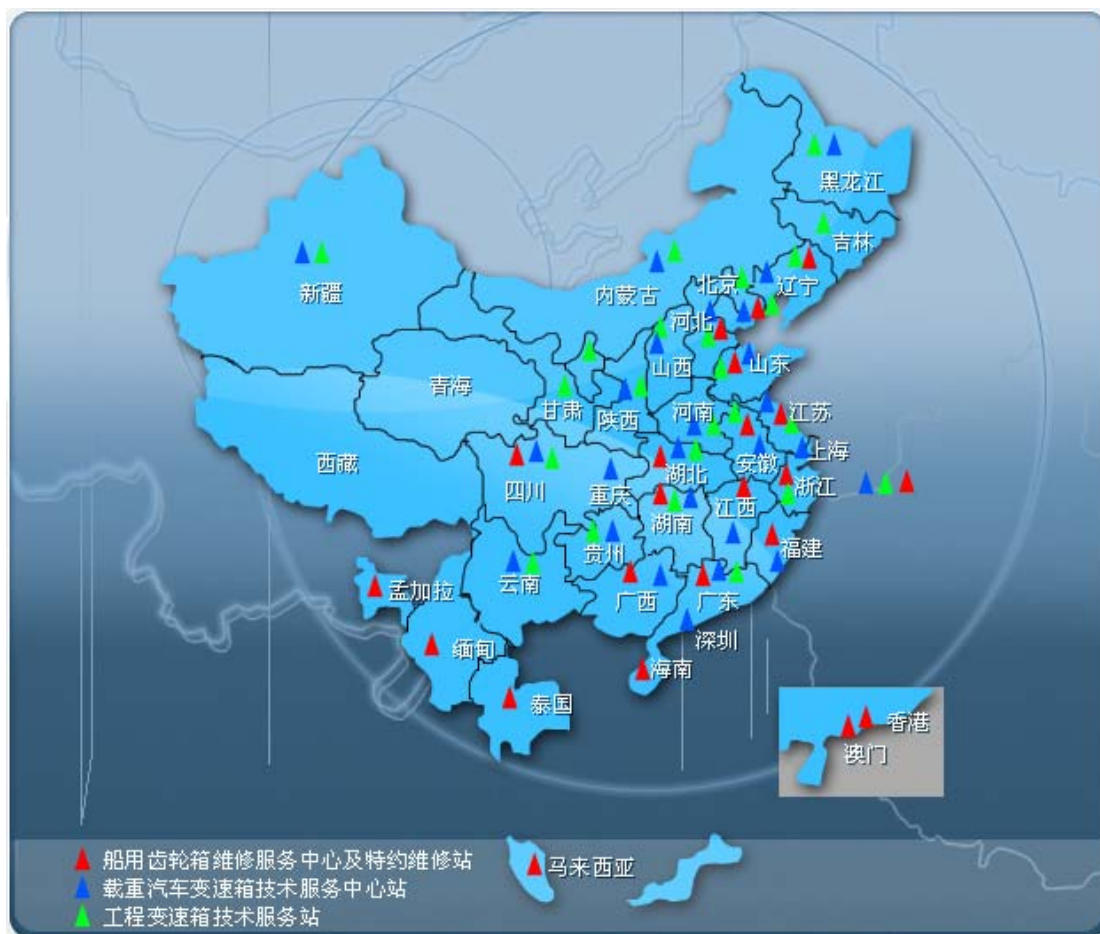 黑龙江
吉林
新疆
北京
辽宁
内蒙古
河北
山西
山东
青海
甘肃
陕西
河南
江苏
西藏
四川
重庆
湖北
安徽
上海
湖南
江西
浙江
贵州
福建
云南
广西
广东
孟加拉
深圳
缅甸
海南
泰国
香港
澳门
船用齿轮箱维修服务中心及特约维修站
马来西亚
载重汽车变速箱技术服务中心站
工程变速箱技术服务站